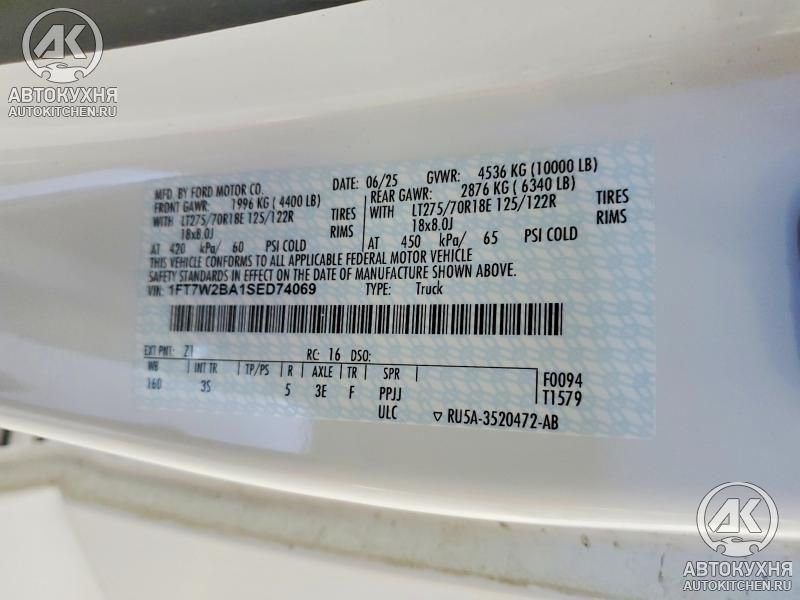 АК
АВТОКУХНЯ
AUTOKITCHEN.RU
MFD. BY FORD MOTOR CO.
DATE: 06/25 GVWR: 4536 KG (10000 LB)
FRONT GAWR: 1996 KG ( 4400 LB)
REAR GAWR: 2876 KG ( 6340 LB)
WITH LT275/70R18E 125/122R TIRES
WITH LT275/70R18E 125/122R TIRES
18x8.0J RIMS
18x8.0J RIMS
AT 420 kPa/ 60 PSI COLD
AT 450 kPa/ 65 PSI COLD
THIS VEHICLE CONFORMS TO ALL APPLICABLE FEDERAL MOTOR VEHICLE
SAFETY STANDARDS IN EFFECT ON THE DATE OF MANUFACTURE SHOWN ABOVE.
VIN: 1FT7W2BA1SED74069 TYPE: Truck
EXT PNT: Z1 RC: 16 DSO:
WB INT TR TP/PS R AXLE TR SPR
160 3S 5 3E F PPJJ
ULC
F0094
T1579
▽ RU5A-3520472-AB
АК
АВТОКУХНЯ
AUTOKITCHEN.RU